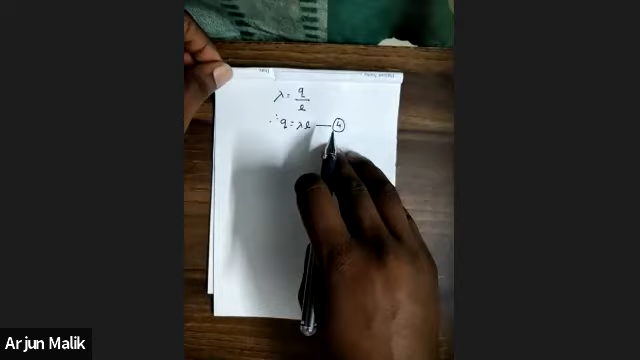 λ = q/l
∴ q = λl — 4
Arjun Malik